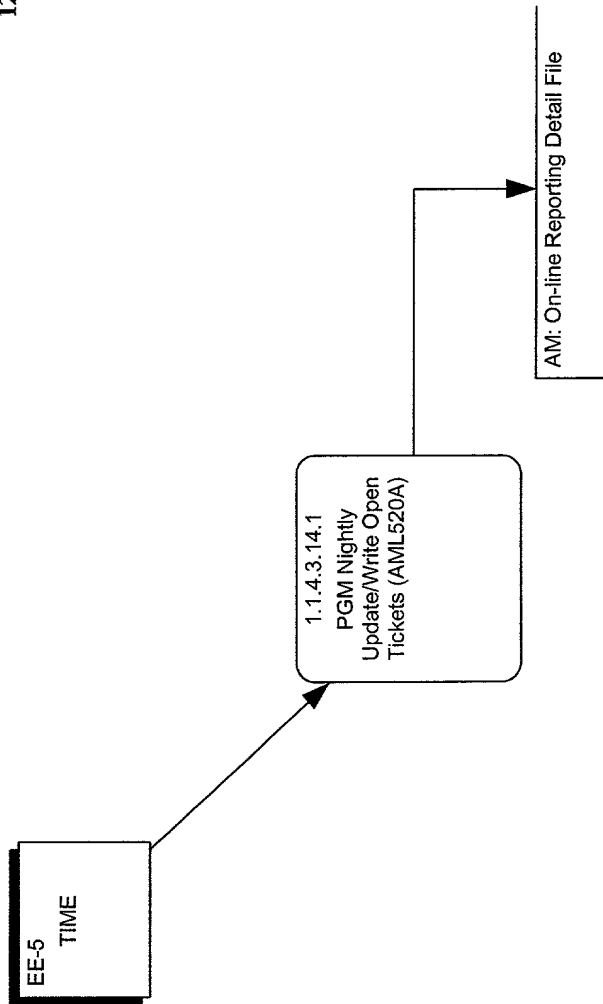 EE-5
TIME
1.1.4.3.14.1
PGM Nightly
Update/Write Open
Tickets (AML520A)
AM: On-line Reporting Detail File